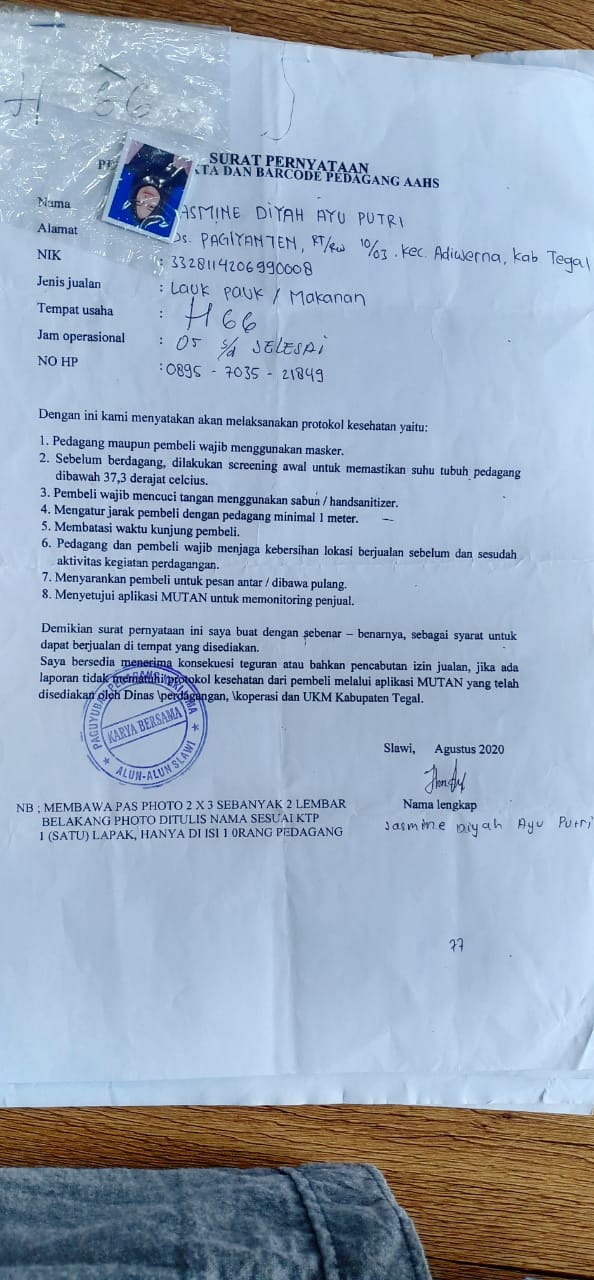 H 66
SURAT PERNYATAAN
KTA DAN BARCODE PEDAGANG AAHS
Nama JASMINE DIYAH AYU PUTRI
Alamat Ds. PAGIYANTEN, RT/RW 10/03. Kec. Adiwerna, Kab Tegal
NIK : 3328114206990008
Jenis jualan : Lauk pauk / Makanan
Tempat usaha : H 66
Jam operasional : 05 s/d SELESAI
NO HP : 0895 - 7035 - 21849
Dengan ini kami menyatakan akan melaksanakan protokol kesehatan yaitu:
1. Pedagang maupun pembeli wajib menggunakan masker.
2. Sebelum berdagang, dilakukan screening awal untuk memastikan suhu tubuh pedagang
dibawah 37,3 derajat celcius.
3. Pembeli wajib mencuci tangan menggunakan sabun / handsanitizer.
4. Mengatur jarak pembeli dengan pedagang minimal 1 meter.
5. Membatasi waktu kunjung pembeli.
6. Pedagang dan pembeli wajib menjaga kebersihan lokasi berjualan sebelum dan sesudah
aktivitas kegiatan perdagangan.
7. Menyarankan pembeli untuk pesan antar / dibawa pulang.
8. Menyetujui aplikasi MUTAN untuk memonitoring penjual.
Demikian surat pernyataan ini saya buat dengan sebenar – benarnya, sebagai syarat untuk
dapat berjualan di tempat yang disediakan.
Saya bersedia menerima konsekuesi teguran atau bahkan pencabutan izin jualan, jika ada
laporan tidak mematuhi protokol kesehatan dari pembeli melalui aplikasi MUTAN yang telah
disediakan oleh Dinas \perdagangan, \koperasi dan UKM Kabupaten Tegal.
KARYA BERSAMA
ALUN-ALUN SLAWI
Slawi, Agustus 2020
Nama lengkap
Jasmine Diyah Ayu Putri
NB ; MEMBAWA PAS PHOTO 2 X 3 SEBANYAK 2 LEMBAR
BELAKANG PHOTO DITULIS NAMA SESUAI KTP
1 (SATU) LAPAK, HANYA DI ISI 1 0RANG PEDAGANG
77